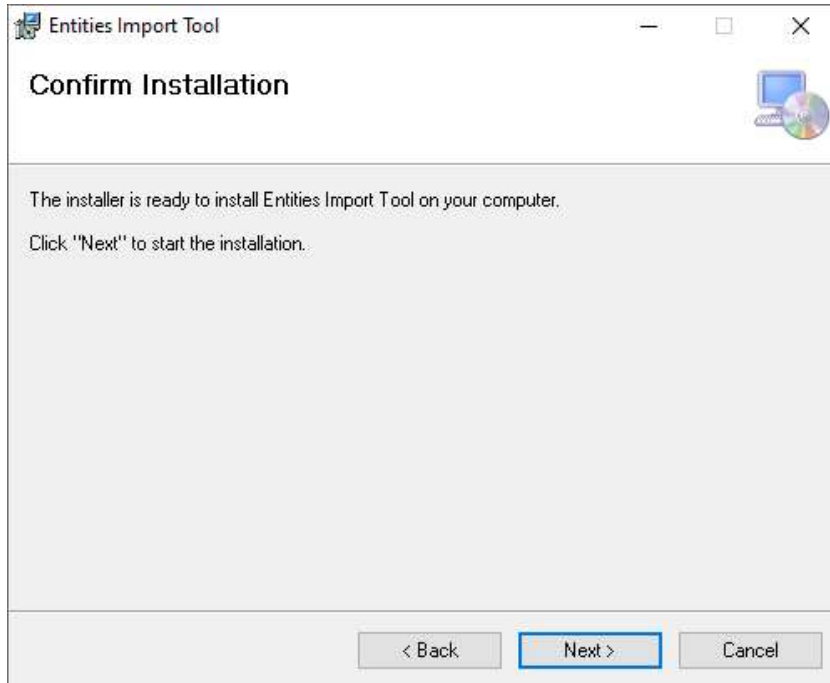 Entities Import Tool
Confirm Installation
The installer is ready to install Entities Import Tool on your computer.
Click "Next" to start the installation.
< Back
Next >
Cancel